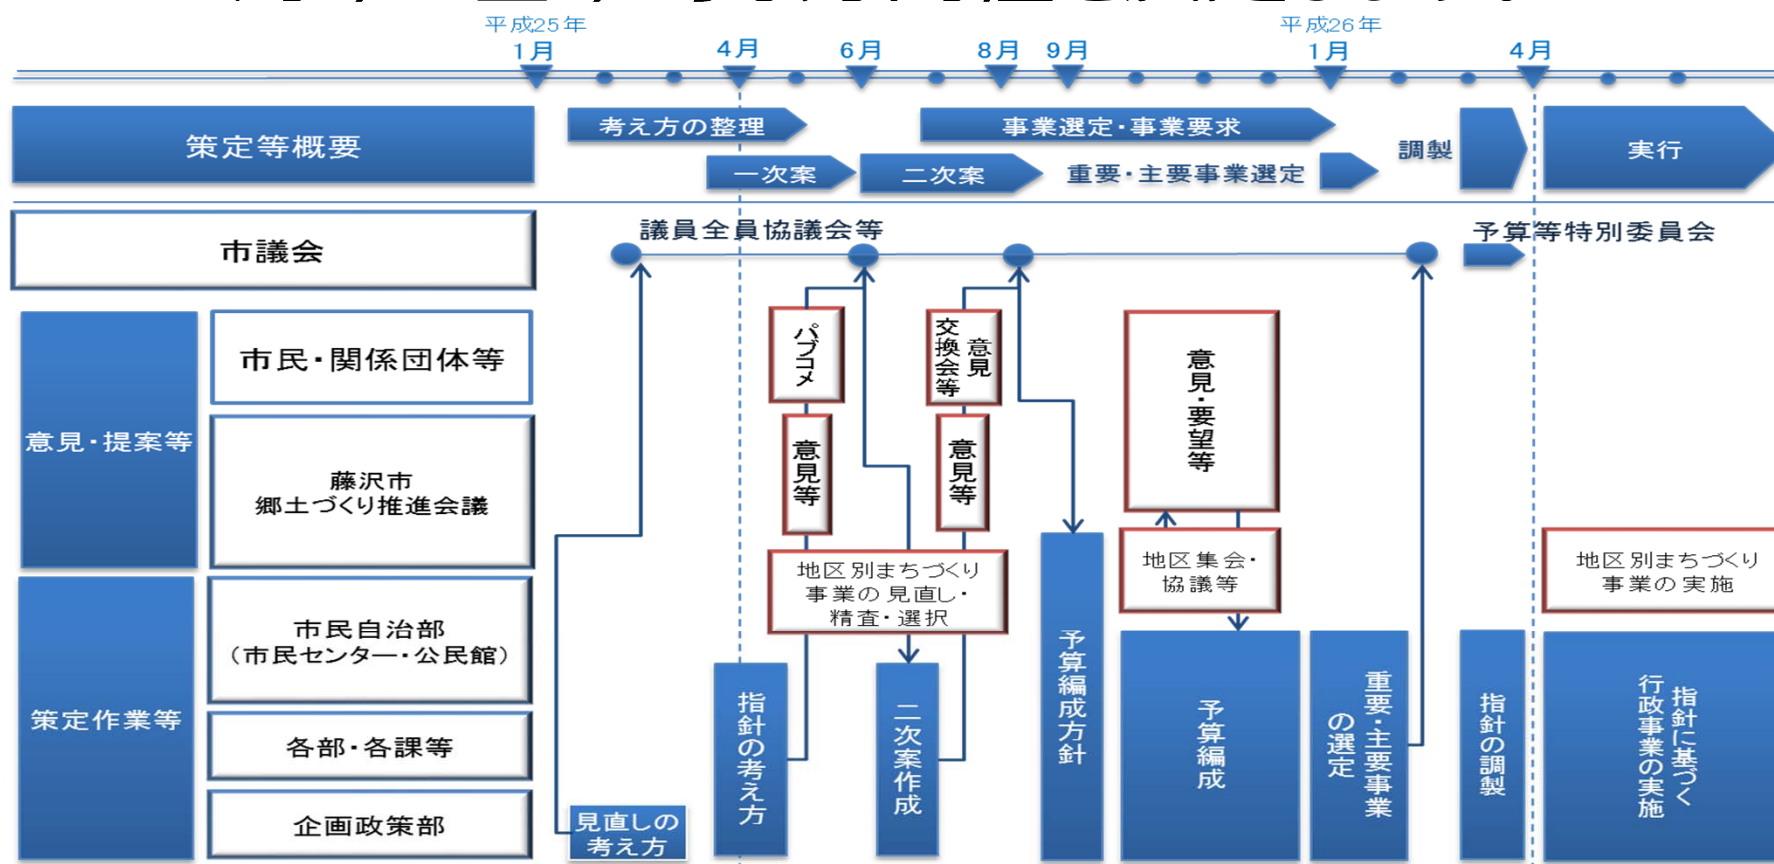 平成25年
1月
4月
6月
8月
9月
平成26年
1月
4月
策定等概要
考え方の整理
事業選定・事業要求
一次案
二次案
重要・主要事業選定
調製
実行
市議会
議員全員協議会等
予算等特別委員会
意見・提案等
市民・関係団体等
藤沢市
郷土づくり推進会議
策定作業等
市民自治部
（市民センター・公民館）
各部・各課等
企画政策部
パブコメ
意見等
意見
交換会等
意見等
意見・要望等
地区別まちづくり
事業の見直し・
精査・選択
地区集会・
協議等
地区別まちづくり
事業の実施
見直しの
考え方
指針の考え方
二次案作成
予算編成方針
予算編成
重要・主要事業
の選定
指針の調製
指針に基づく
行政事業の実施